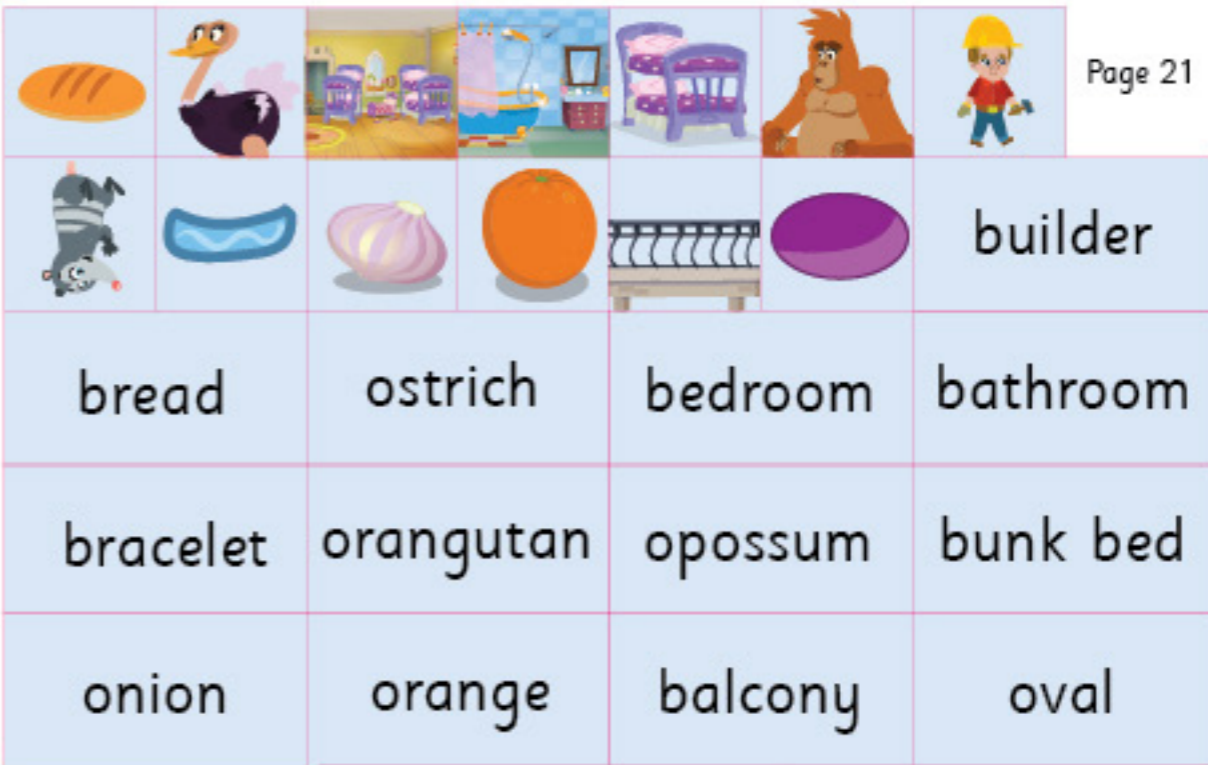 Page 21
builder
bread ostrich bedroom bathroom
bracelet orangutan opossum bunk bed
onion orange balcony oval